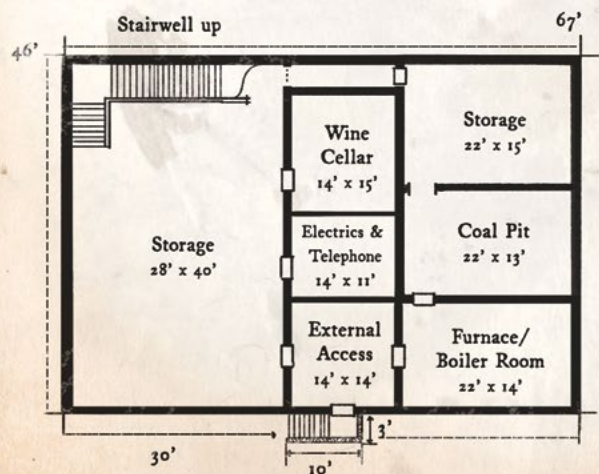 Stairwell up
67'
46'
Wine
Cellar
14' x 15'
Storage
22' x 15'
Electrics &
Telephone
14' x 11'
Coal Pit
22' x 13'
Storage
28' x 40'
External
Access
14' x 14'
Furnace/
Boiler Room
22' x 14'
3'
30'
10'